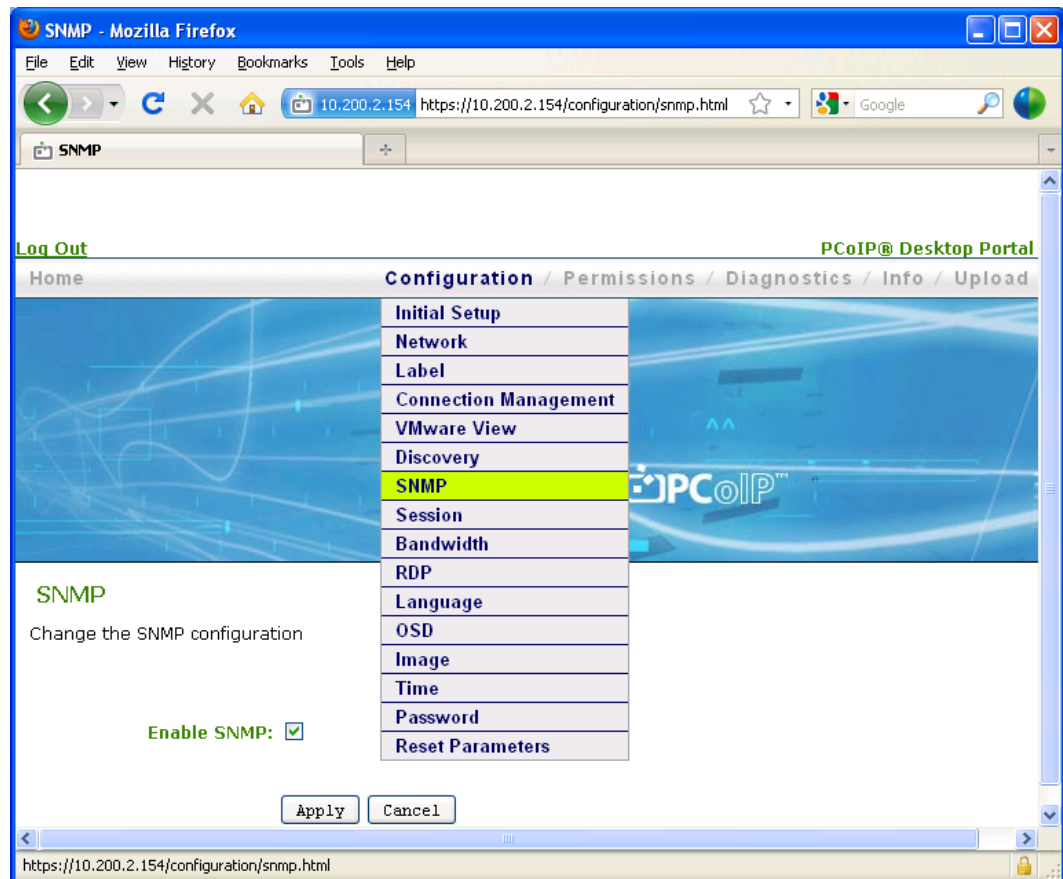 SNMP - Mozilla Firefox
File Edit View History Bookmarks Tools Help
10.200.2.154 https://10.200.2.154/configuration/snmp.html Google
SNMP
Log Out PCoIP® Desktop Portal
Home Configuration / Permissions / Diagnostics / Info / Upload
Initial Setup
Network
Label
Connection Management
VMware View
Discovery
SNMP
Session
Bandwidth
RDP
Language
OSD
Image
Time
Password
Reset Parameters
PCoIP™
SNMP
Change the SNMP configuration
Enable SNMP:
Apply Cancel
https://10.200.2.154/configuration/snmp.html